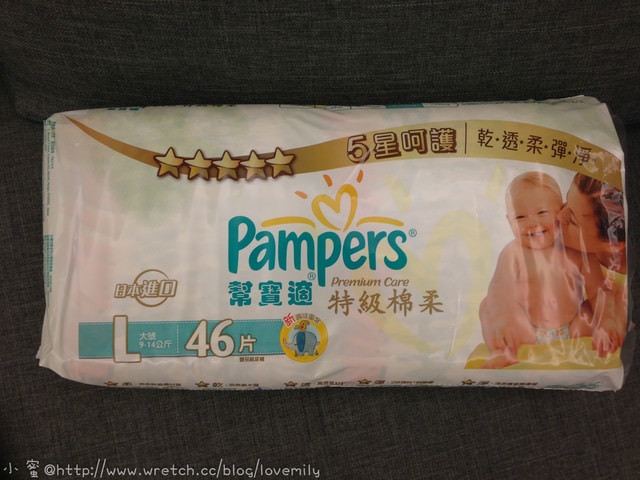 5星呵護 乾·透·柔·彈·淨
Pampers®
幫寶適® Premium Care
特級棉柔
日本進口
L 大號 46片
9-14公斤
新
小蜜@http://www.wretch.cc/blog/lovemily